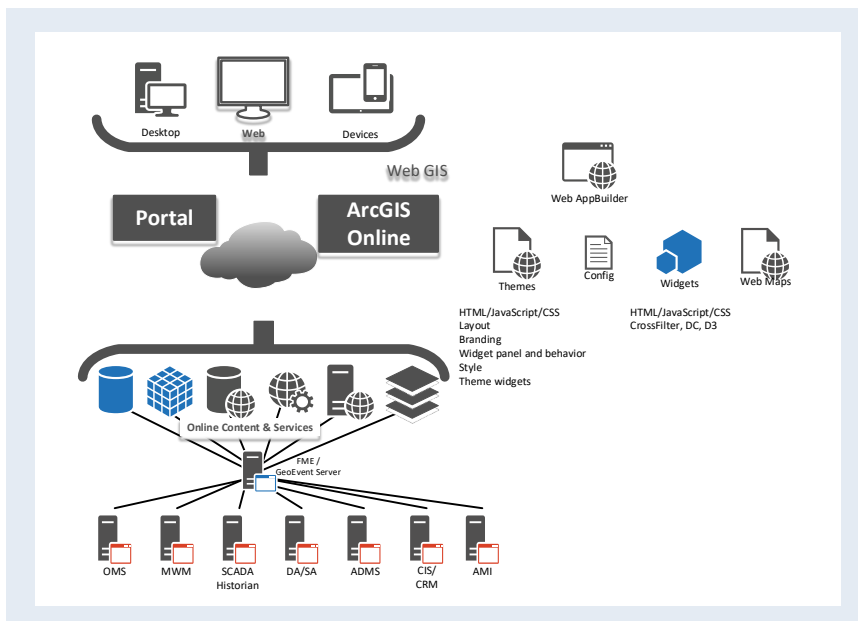 Desktop
Web
Devices
Web GIS
Portal
ArcGIS
Online
Online Content & Services
FME /
GeoEvent Server
OMS
MWM
SCADA
Historian
DA/SA
ADMS
CIS/
CRM
AMI
Web AppBuilder
Themes
Config
Widgets
Web Maps
HTML/JavaScript/CSS
Layout
Branding
Widget panel and behavior
Style
Theme widgets
HTML/JavaScript/CSS
CrossFilter, DC, D3